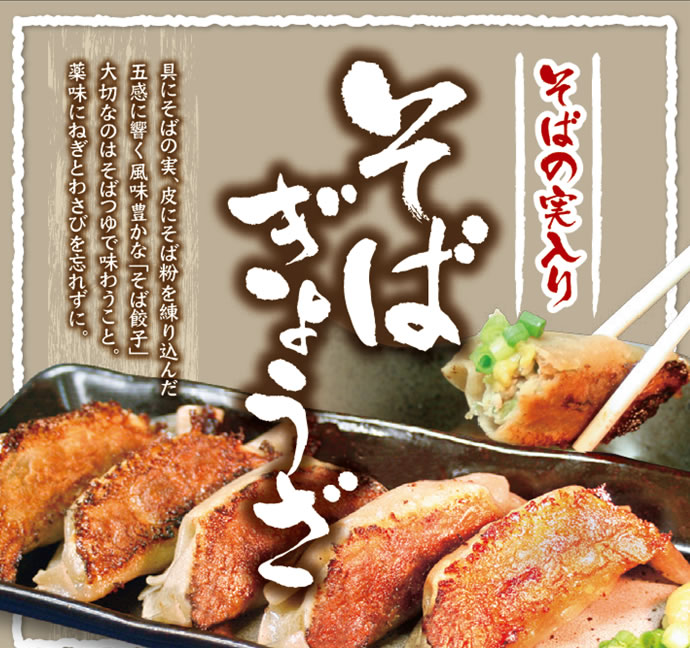 そばの実入り
そば
ぎょうざ
具にそばの実、皮にそば粉を練り込んだ
五感に響く風味豊かな「そば餃子」
大切なのはそばつゆで味わうこと。
薬味にねぎとわさびを忘れずに。